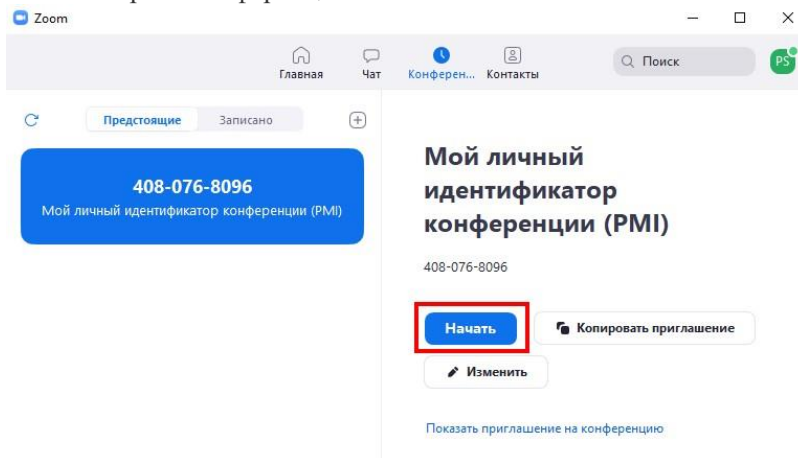 Zoom
Главная
Чат
Конферен...
Контакты
Поиск
PS
Предстоящие
Записано
408-076-8096
Мой личный идентификатор конференции (PMI)
Мой личный
идентификатор
конференции (PMI)
408-076-8096
Начать
Копировать приглашение
Изменить
Показать приглашение на конференцию